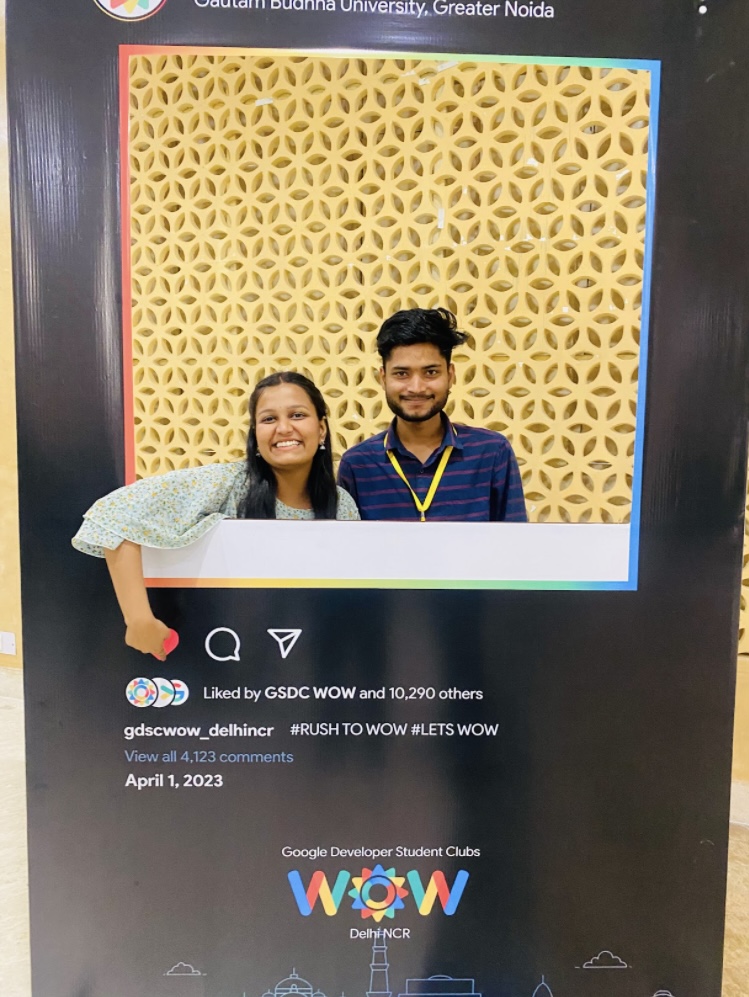 Gautam Buddha University, Greater Noida
Liked by GSDC WOW and 10,290 others
gdscwow_delhincr #RUSH TO WOW #LETS WOW
View all 4,123 comments
April 1, 2023
Google Developer Student Clubs
WOW
Delhi NCR